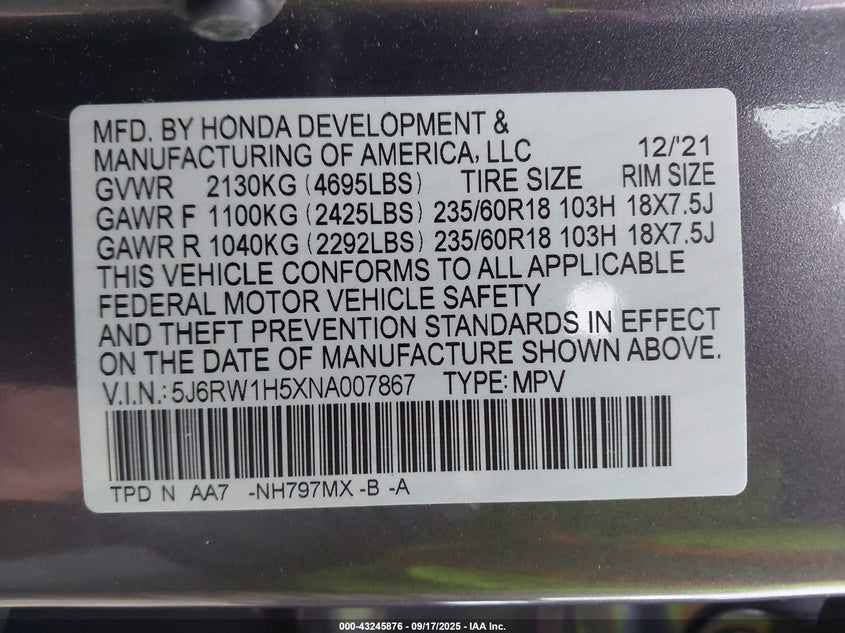 MFD. BY HONDA DEVELOPMENT &
MANUFACTURING OF AMERICA, LLC 12/'21
GVWR 2130KG (4695LBS) TIRE SIZE RIM SIZE
GAWR F 1100KG (2425LBS) 235/60R18 103H 18X7.5J
GAWR R 1040KG (2292LBS) 235/60R18 103H 18X7.5J
THIS VEHICLE CONFORMS TO ALL APPLICABLE
FEDERAL MOTOR VEHICLE SAFETY
AND THEFT PREVENTION STANDARDS IN EFFECT
ON THE DATE OF MANUFACTURE SHOWN ABOVE.
V.I.N.: 5J6RW1H5XNA007867 TYPE: MPV
TPD N AA7 -NH797MX -B -A
000-43245876 - 09/17/2025 - IAA Inc.